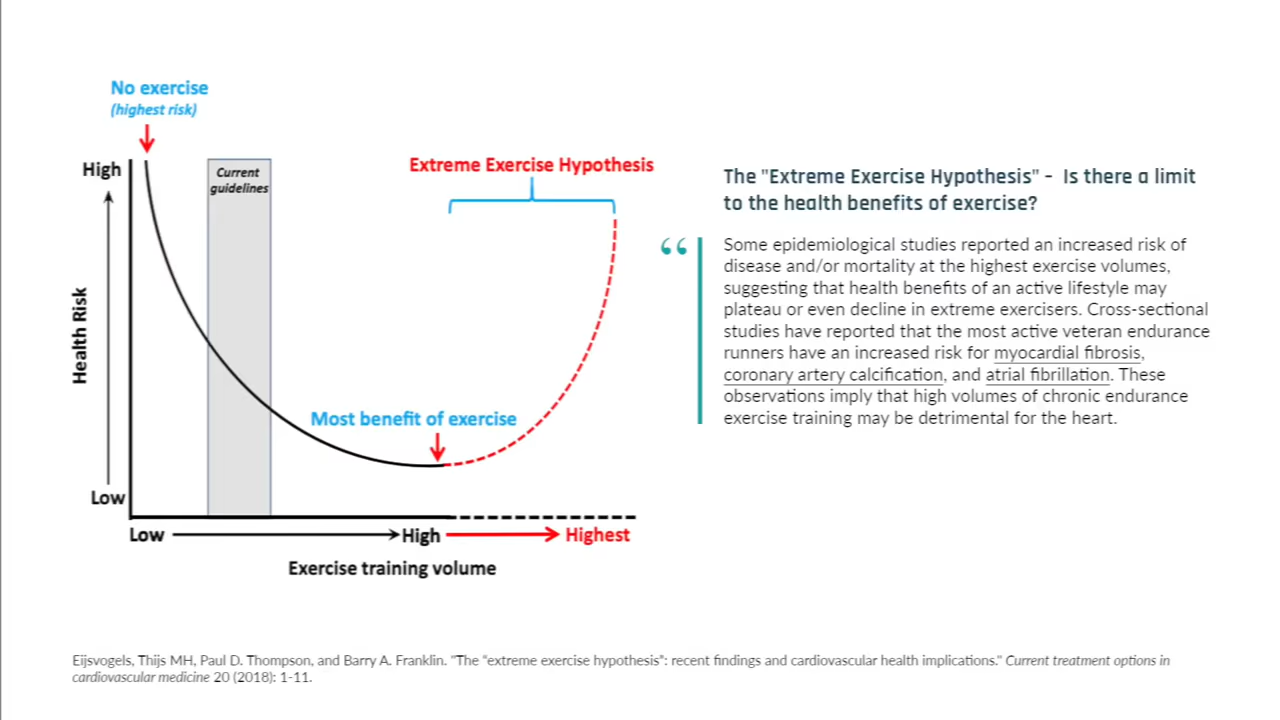 No exercise
(highest risk)
High
Current
guidelines
Extreme Exercise Hypothesis
Health Risk
Most benefit of exercise
Low
Low
High
Highest
Exercise training volume
The "Extreme Exercise Hypothesis" - Is there a limit
to the health benefits of exercise?
“
Some epidemiological studies reported an increased risk of
disease and/or mortality at the highest exercise volumes,
suggesting that health benefits of an active lifestyle may
plateau or even decline in extreme exercisers. Cross-sectional
studies have reported that the most active veteran endurance
runners have an increased risk for myocardial fibrosis,
coronary artery calcification, and atrial fibrillation. These
observations imply that high volumes of chronic endurance
exercise training may be detrimental for the heart.
Eijsvogels, Thijs MH, Paul D. Thompson, and Barry A. Franklin. "The "extreme exercise hypothesis": recent findings and cardiovascular health implications." Current treatment options in
cardiovascular medicine 20 (2018): 1-11.